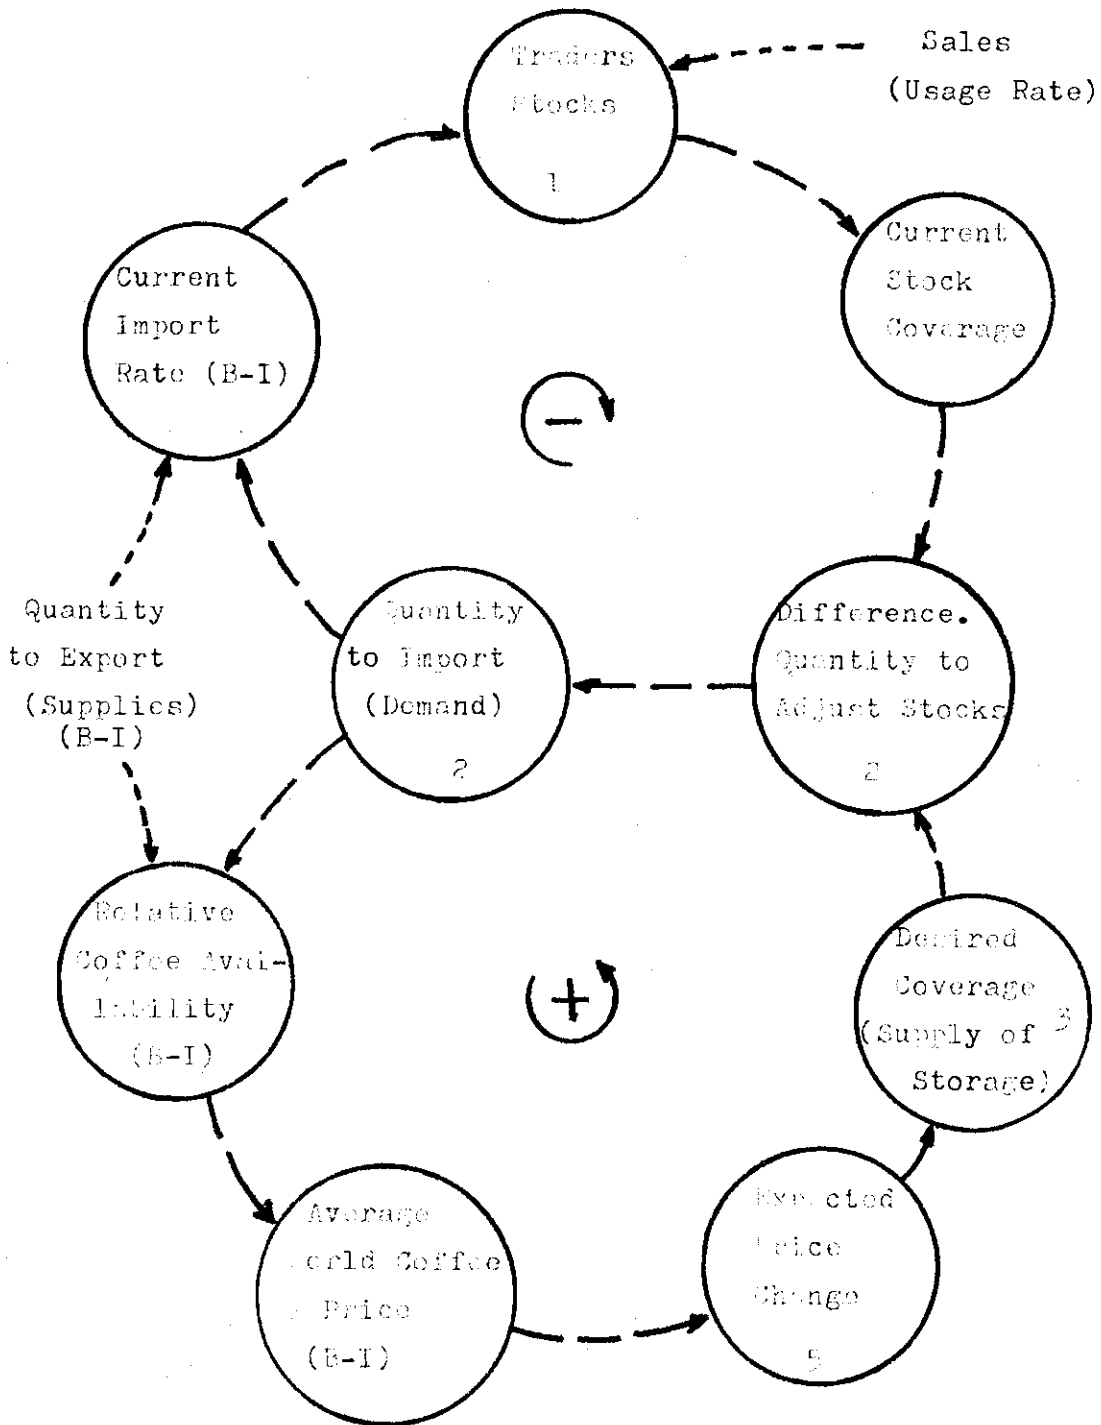 Traders
Stocks
1
Sales
(Usage Rate)
Current
Stock
Coverage
Current
Import
Rate (B-I)
-
Quantity
to Export
(Supplies)
(B-I)
Quantity
to Import
(Demand)
2
Difference.
Quantity to
Adjust Stocks
2
Relative
Coffee Avai-
lability
(B-I)
+
Desired
Coverage
(Supply of 3
Storage)
Average
World Coffee
Price
(B-I)
Expected
Price
Change
5